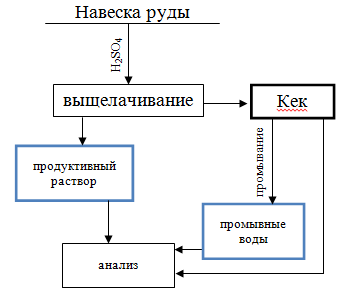 Навеска руды
H₂SO₄
выщелачивание
Кек
продуктивный
раствор
промывание
промывные
воды
анализ